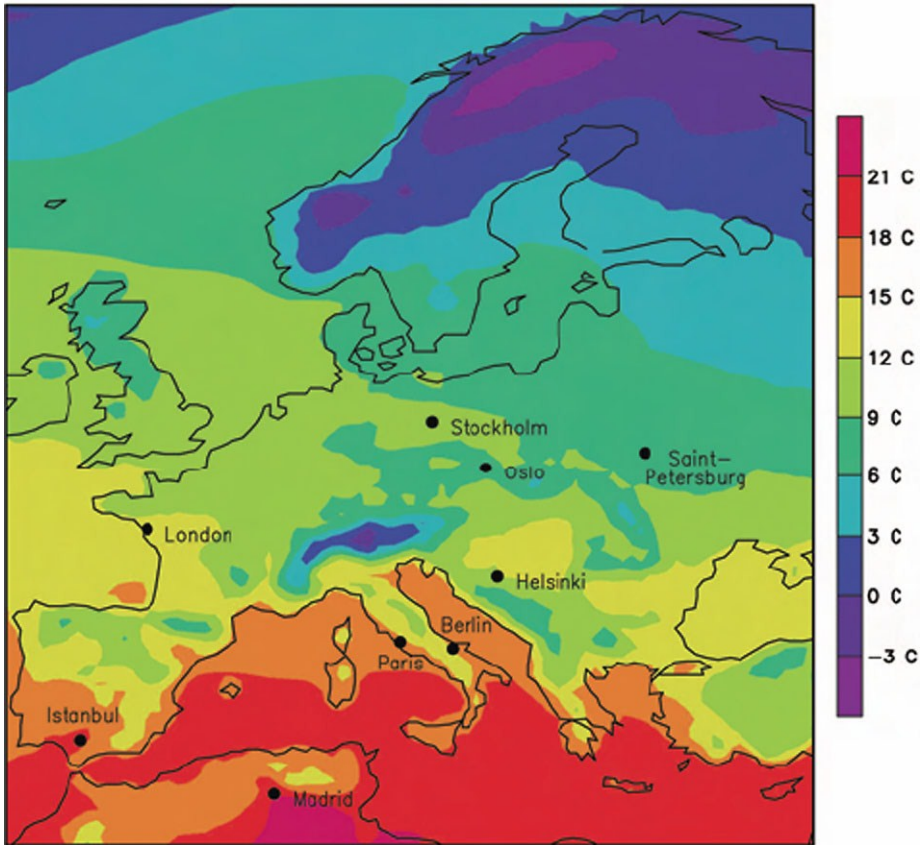 21 C
18 C
15 C
12 C
9 C
6 C
3 C
0 C
−3 C
Stockholm
Saint−
Petersburg
Oslo
London
Helsinki
Berlin
Paris
Istanbul
Madrid